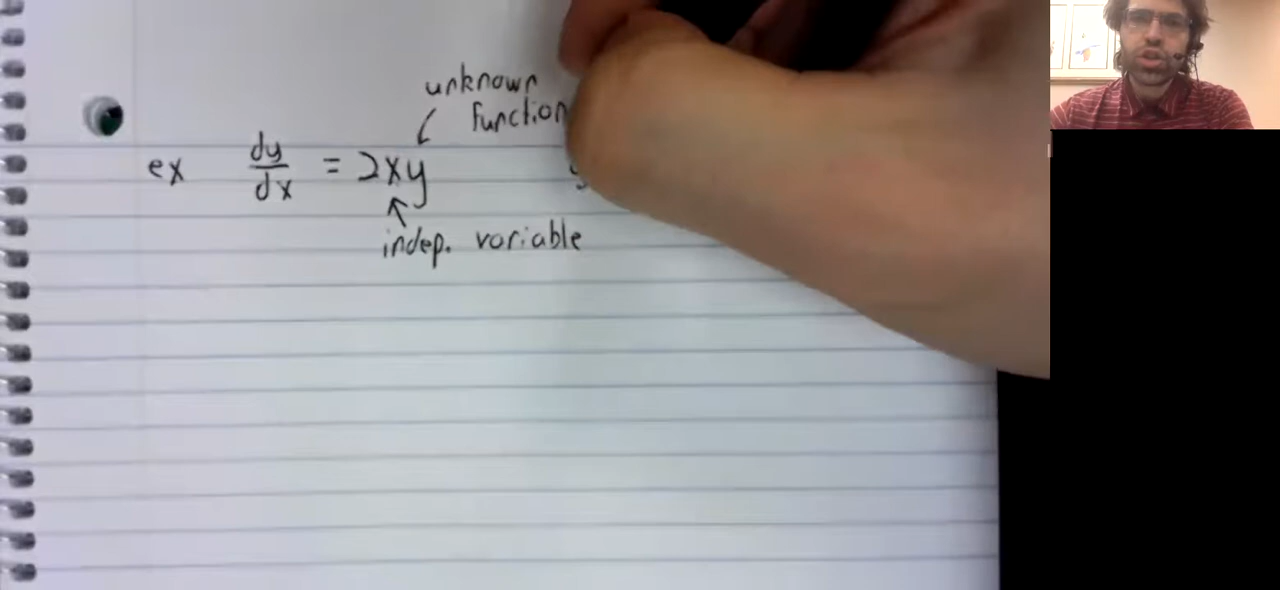 unknown
function
ex dy/dx = 2xy
indep. variable